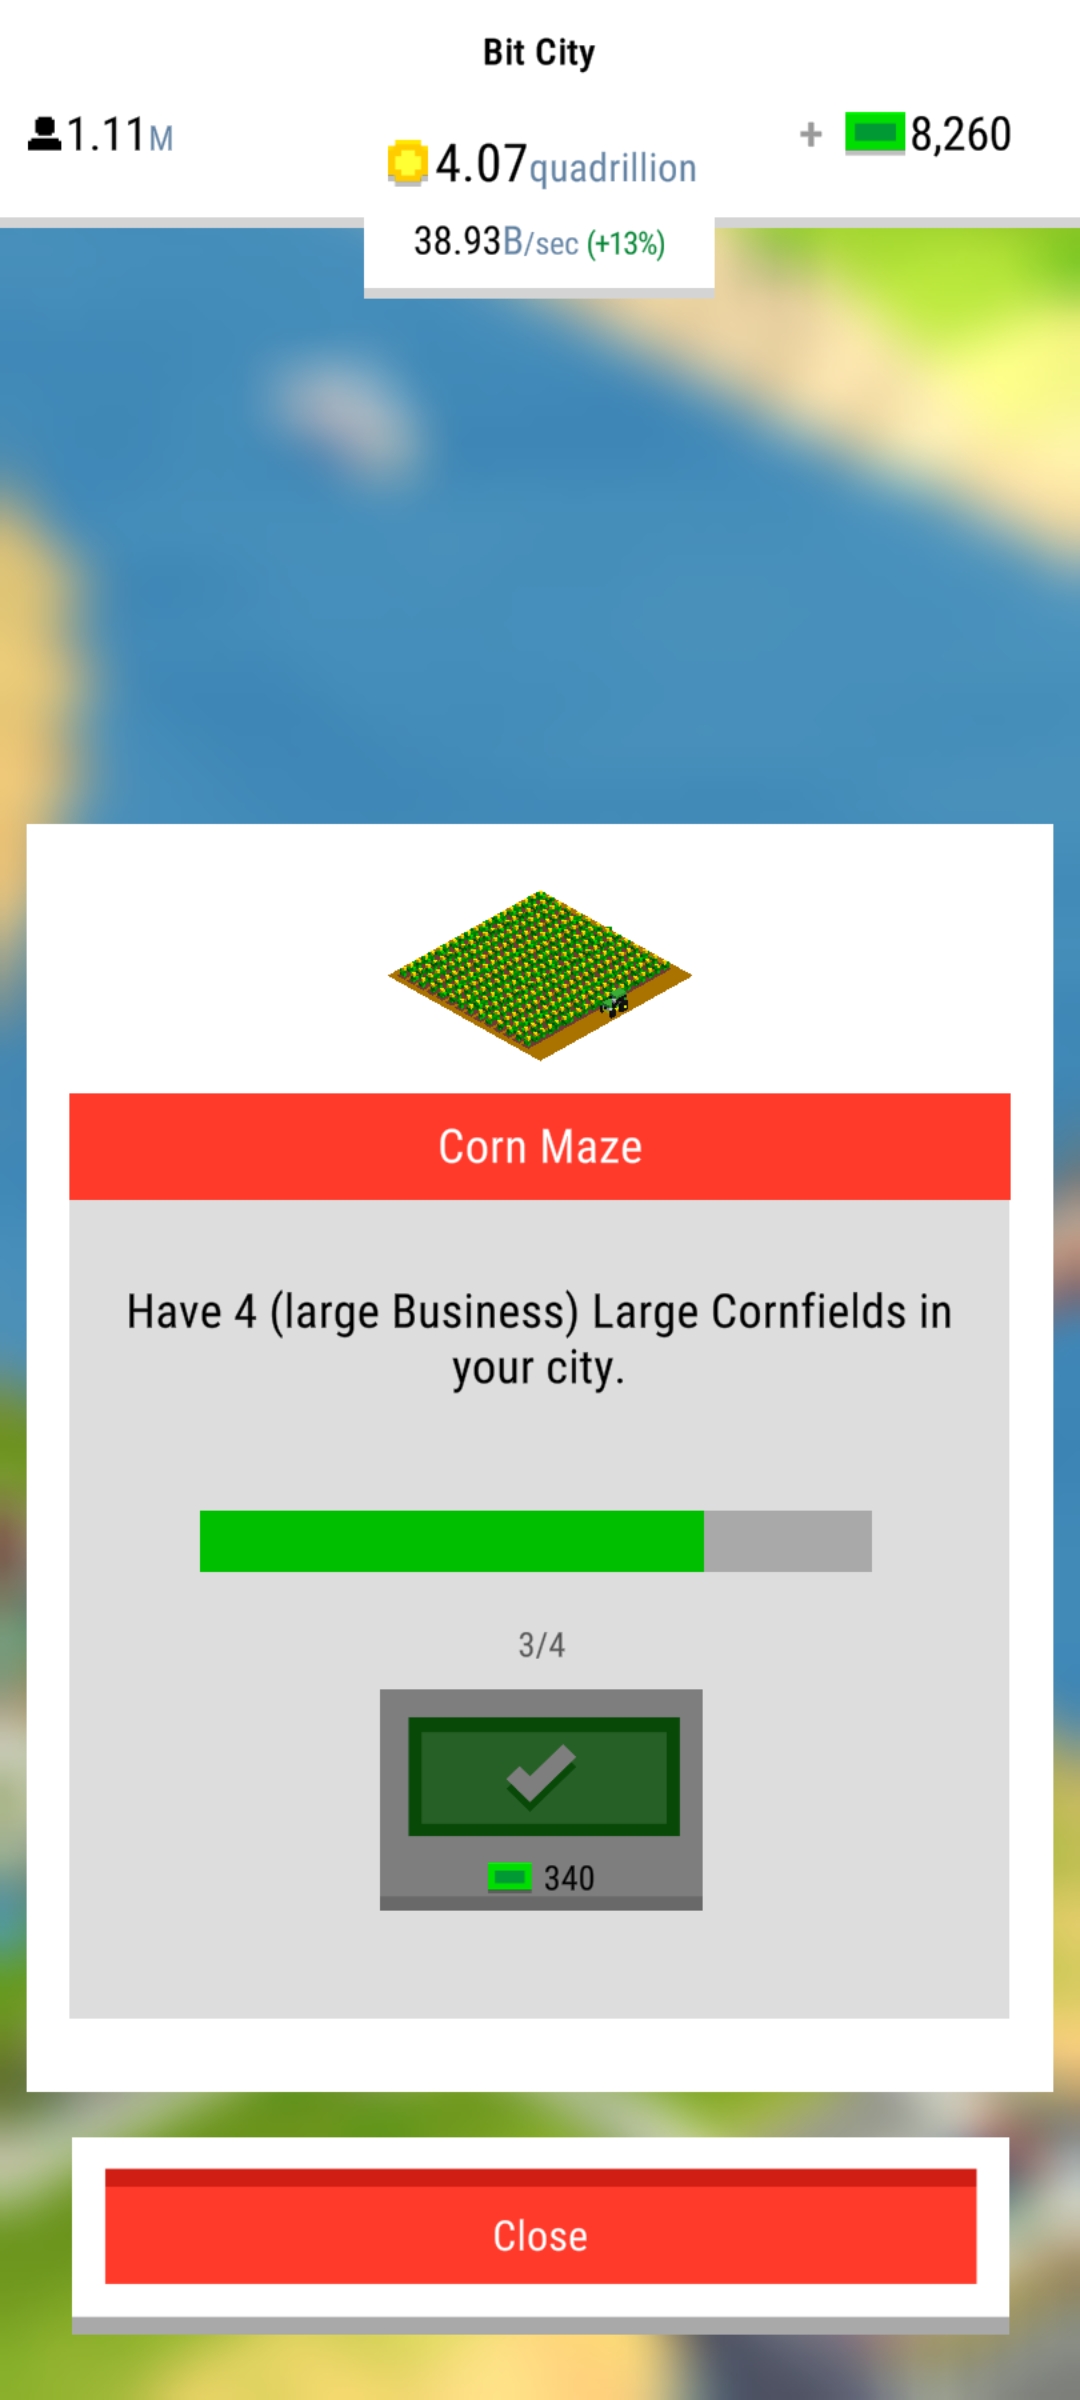 Bit City
1.11M
+ 8,260
4.07quadrillion
38.93B/sec (+13%)
Corn Maze
Have 4 (large Business) Large Cornfields in
your city.
3/4
340
Close